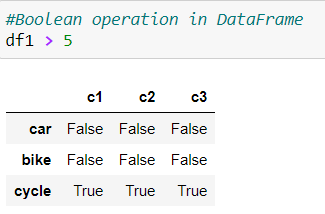 #Boolean operation in DataFrame
df1 > 5
c1 c2 c3
car False False False
bike False False False
cycle True True True